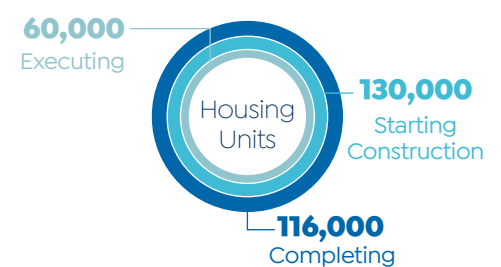 60,000
Executing
Housing
Units
130,000
Starting
Construction
116,000
Completing